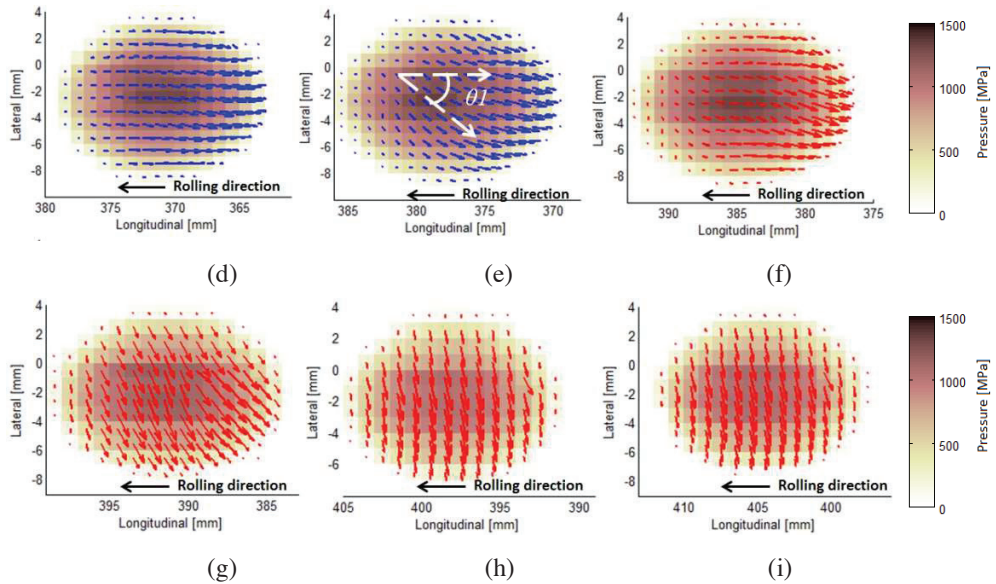 4
2
0
-2
-4
-6
-8
Lateral [mm]
Rolling direction
380 375 370 365
Longitudinal [mm]
(d)
4
2
0
-2
-4
-6
-8
Lateral [mm]
θ1
Rolling direction
385 380 375 370
Longitudinal [mm]
(e)
4
2
0
-2
-4
-6
-8
Lateral [mm]
Rolling direction
390 385 380 375
Longitudinal [mm]
(f)
1500
1000
500
0
Pressure [MPa]
4
2
0
-2
-4
-6
-8
Lateral [mm]
Rolling direction
395 390 385
Longitudinal [mm]
(g)
4
2
0
-2
-4
-6
Lateral [mm]
Rolling direction
405 400 395 390
Longitudinal [mm]
(h)
4
2
0
-2
-4
-6
-8
Lateral [mm]
Rolling direction
410 405 400
Longitudinal [mm]
(i)
1500
1000
500
0
Pressure [MPa]